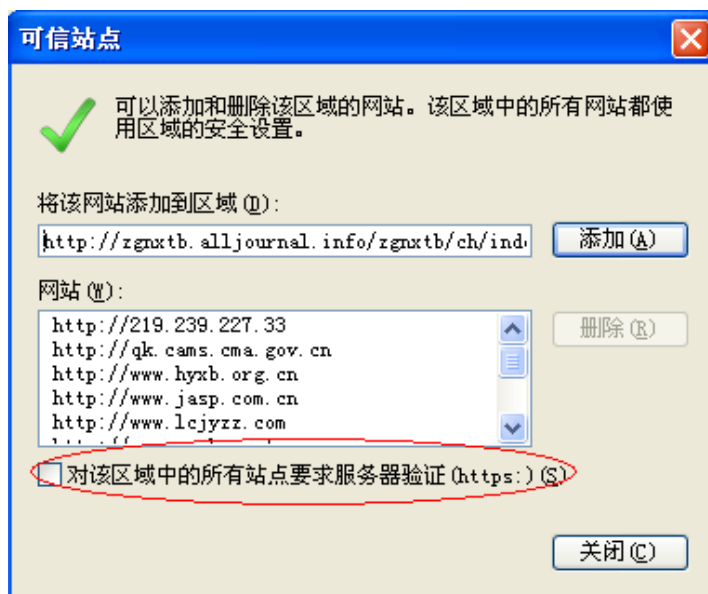 可信站点
可以添加和删除该区域的网站。该区域中的所有网站都使
用区域的安全设置。
将该网站添加到区域(D):
http://zgnxtb.alljournal.info/zgnxtb/ch/ind
添加(A)
网站(W):
http://219.239.227.33
http://qk.cams.cma.gov.cn
http://www.hyxb.org.cn
http://www.jasp.com.cn
http://www.lcjyzz.com
删除(R)
对该区域中的所有站点要求服务器验证(https:)(S)
关闭(C)